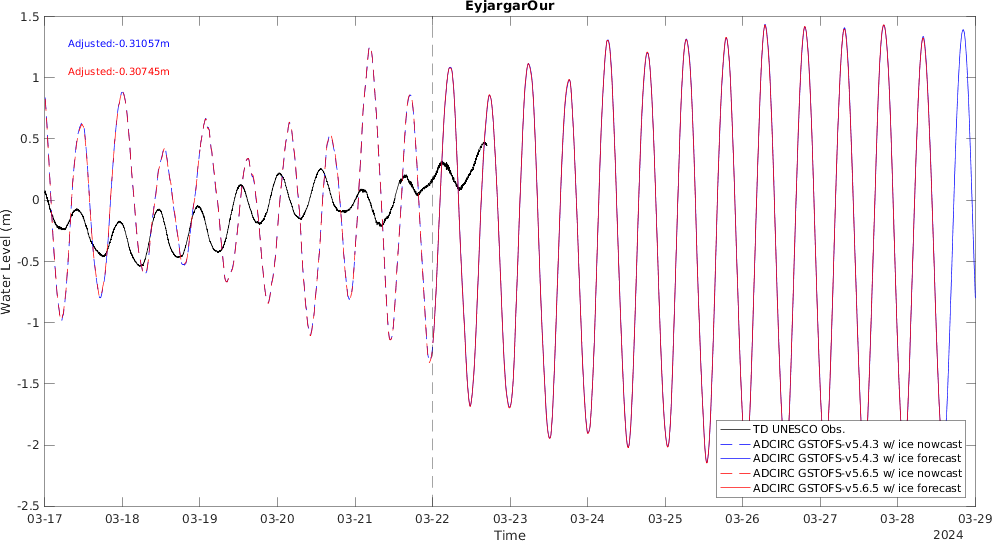 EyjargarOur
Adjusted:-0.31057m
Adjusted:-0.30745m
Water Level (m)
1.5
1
0.5
0
-0.5
-1
-1.5
-2
-2.5
TD UNESCO Obs.
ADCIRC GSTOFS-v5.4.3 w/ ice nowcast
ADCIRC GSTOFS-v5.4.3 w/ ice forecast
ADCIRC GSTOFS-v5.6.5 w/ ice nowcast
ADCIRC GSTOFS-v5.6.5 w/ ice forecast
03-17 03-18 03-19 03-20 03-21 03-22 03-23 03-24 03-25 03-26 03-27 03-28 03-29
Time
2024